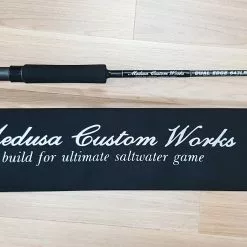 Medusa Custom Works DUAL EDGE
Medusa Custom Works
build for ultimate saltwater game